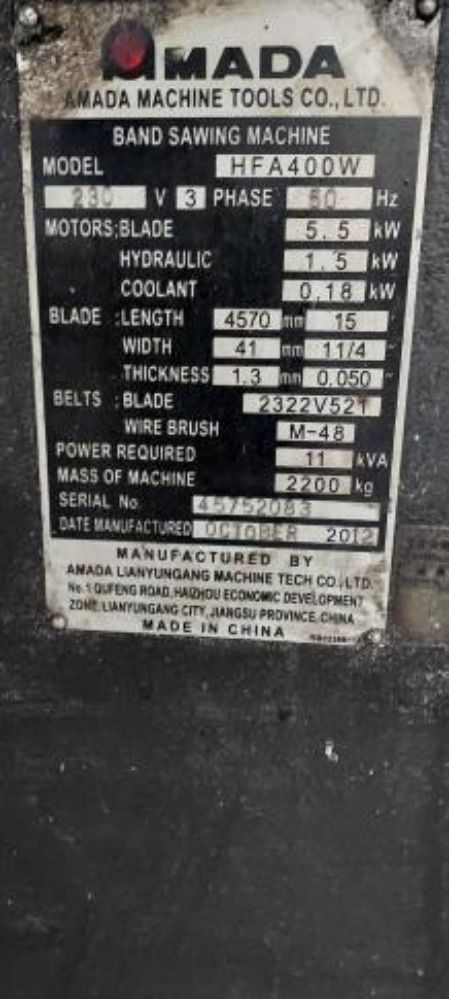 AMADA
AMADA MACHINE TOOLS CO., LTD.
BAND SAWING MACHINE
MODEL HFA400W
230 V 3 PHASE 60 Hz
MOTORS;BLADE 5.5 kW
HYDRAULIC 1.5 kW
COOLANT 0.18 kW
BLADE :LENGTH 4570 mm 15 '
WIDTH 41 mm 11/4 "
THICKNESS 1.3 mm 0.050 "
BELTS : BLADE 2322V521
WIRE BRUSH M-48
POWER REQUIRED 11 kVA
MASS OF MACHINE 2200 kg
SERIAL No 45752083
DATE MANUFACTURED OCTOBER 2012
MANUFACTURED BY
AMADA LIANYUNGANG MACHINE TECH CO., LTD.
No.1 QUFENG ROAD, HAIZHOU ECONOMIC DEVELOPMENT
ZONE, LIANYUNGANG CITY, JIANGSU PROVINCE, CHINA
MADE IN CHINA